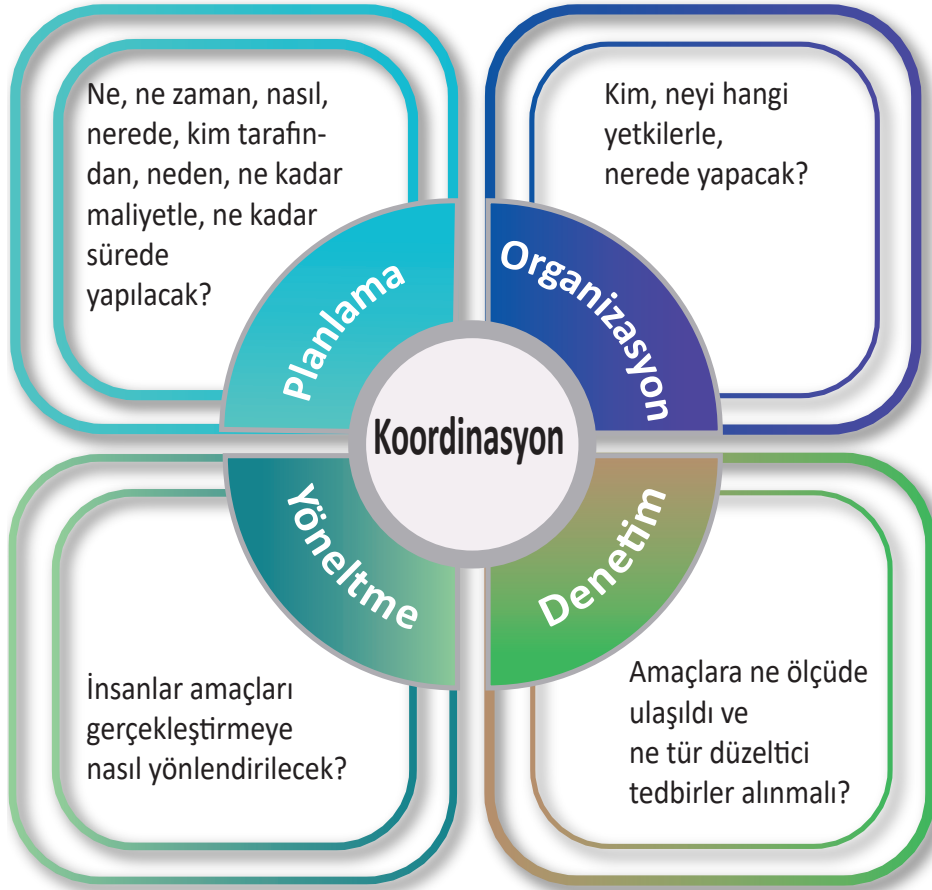 Ne, ne zaman, nasıl,
nerede, kim tarafın-
dan, neden, ne kadar
maliyetle, ne kadar
sürede
yapılacak?
Planlama
Kim, neyi hangi
yetkilerle,
nerede yapacak?
Organizasyon
Koordinasyon
Yöneltme
İnsanlar amaçları
gerçekleştirmeye
nasıl yönlendirilecek?
Denetim
Amaçlara ne ölçüde
ulaşıldı ve
ne tür düzeltici
tedbirler alınmalı?